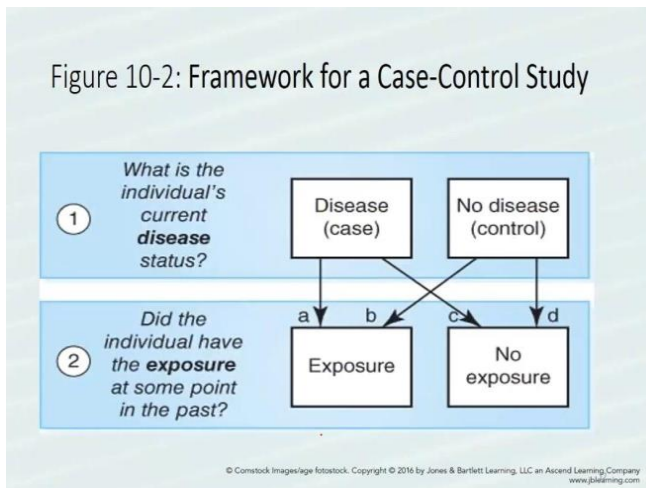 Figure 10-2: Framework for a Case-Control Study
1
What is the
individual's
current
disease
status?
Disease
(case)
No disease
(control)
2
Did the
individual have
the exposure
at some point
in the past?
a
b
c
d
Exposure
No
exposure
© Comstock Images/age fotostock. Copyright © 2016 by Jones & Bartlett Learning, LLC an Ascend Learning Company
www.jblearning.com